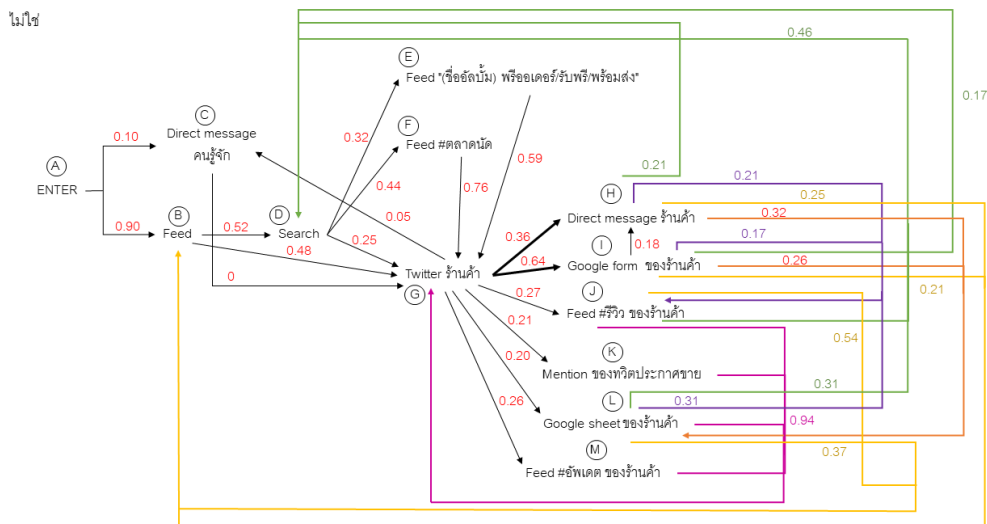 ไม่ใช่
0.46
E
Feed "(ชื่ออัลบั้ม) พรีออเดอร์/รับพรี/พร้อมส่ง"
0.17
C
Direct message
คนรู้จัก
0.10
0.32
F
Feed #ตลาดนัด
0.59
A
ENTER
0.44
0.76
0.21
H
0.21
0.25
0.05
Direct message ร้านค้า
0.32
B
D
0.90
Feed
0.52
Search
0.48
0.25
0.36
I
0.18
0.17
0.64
Google form ของร้านค้า
0.26
0
Twitter ร้านค้า
G
J
0.27
0.21
Feed #รีวิว ของร้านค้า
0.21
0.54
K
0.20
Mention ของทวิตประกาศขาย
0.31
0.26
L
0.31
Google sheet ของร้านค้า
0.94
M
0.37
Feed #อัพเดต ของร้านค้า